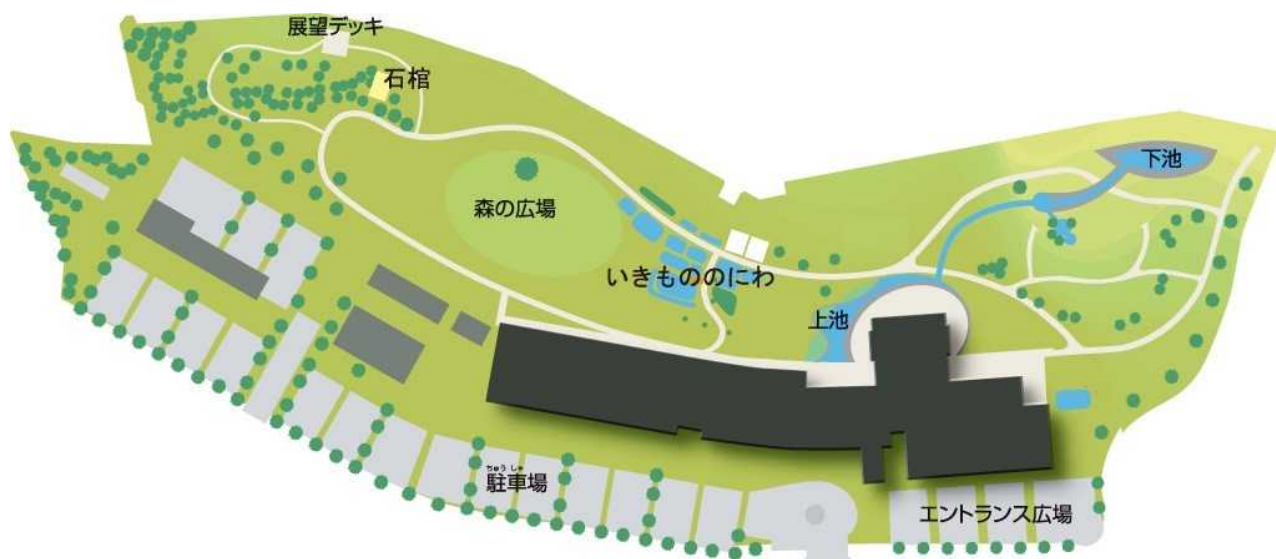 展望デッキ
石棺
下池
森の広場
いきもののにわ
上池
ちゅうしゃ
駐車場
エントランス広場